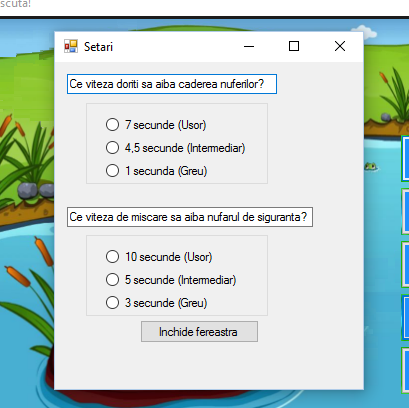 scuta!
Setari
Ce viteza doriti sa aiba caderea nuferilor?
7 secunde (Usor)
4,5 secunde (Intermediar)
1 secunda (Greu)
Ce viteza de miscare sa aiba nufarul de siguranta?
10 secunde (Usor)
5 secunde (Intermediar)
3 secunde (Greu)
Inchide fereastra